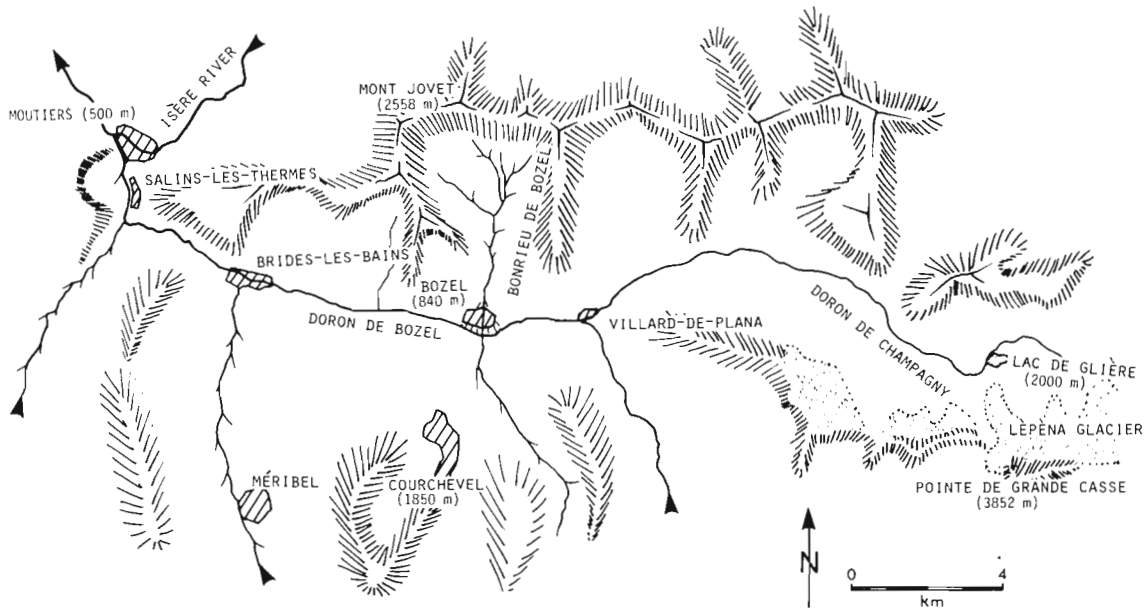 ISÈRE RIVER
MOUTIERS (500 m)
MONT JOVET
(2558 m)
SALINS-LES-THERMES
BONRIEU DE BOZEL
BRIDES-LES-BAINS
BOZEL
(840 m)
DORON DE BOZEL
VILLARD-DE-PLANA
DORON DE CHAMPAGNY
LAC DE GLIÈRE
(2000 m)
LÉPÉNA GLACIER
MÉRIBEL
COURCHEVEL
(1850 m)
POINTE DE GRANDE CASSE
(3852 m)
N
0 4
km